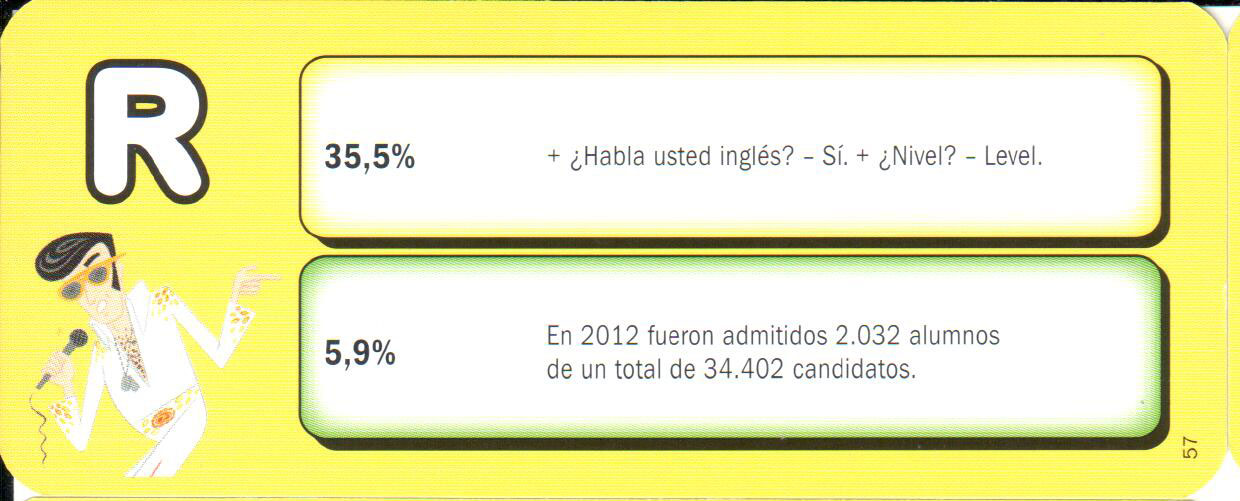 R
35,5%
+ ¿Habla usted inglés? – Sí. + ¿Nivel? – Level.
5,9%
En 2012 fueron admitidos 2.032 alumnos
de un total de 34.402 candidatos.
57